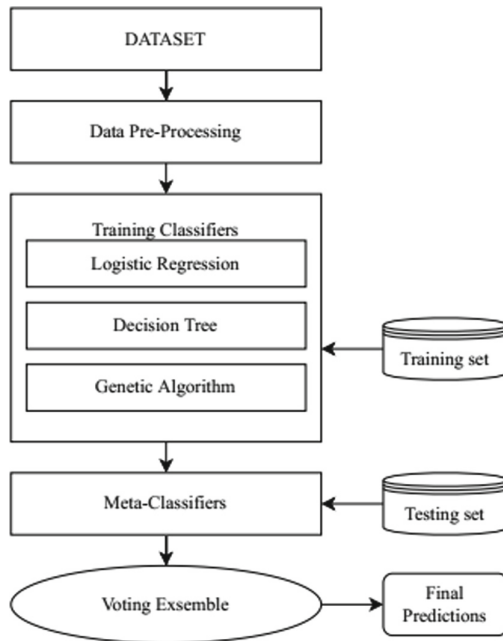 DATASET
Data Pre-Processing
Training Classifiers
Logistic Regression
Decision Tree
Genetic Algorithm
Training set
Meta-Classifiers
Testing set
Voting Exsemble
Final
Predictions